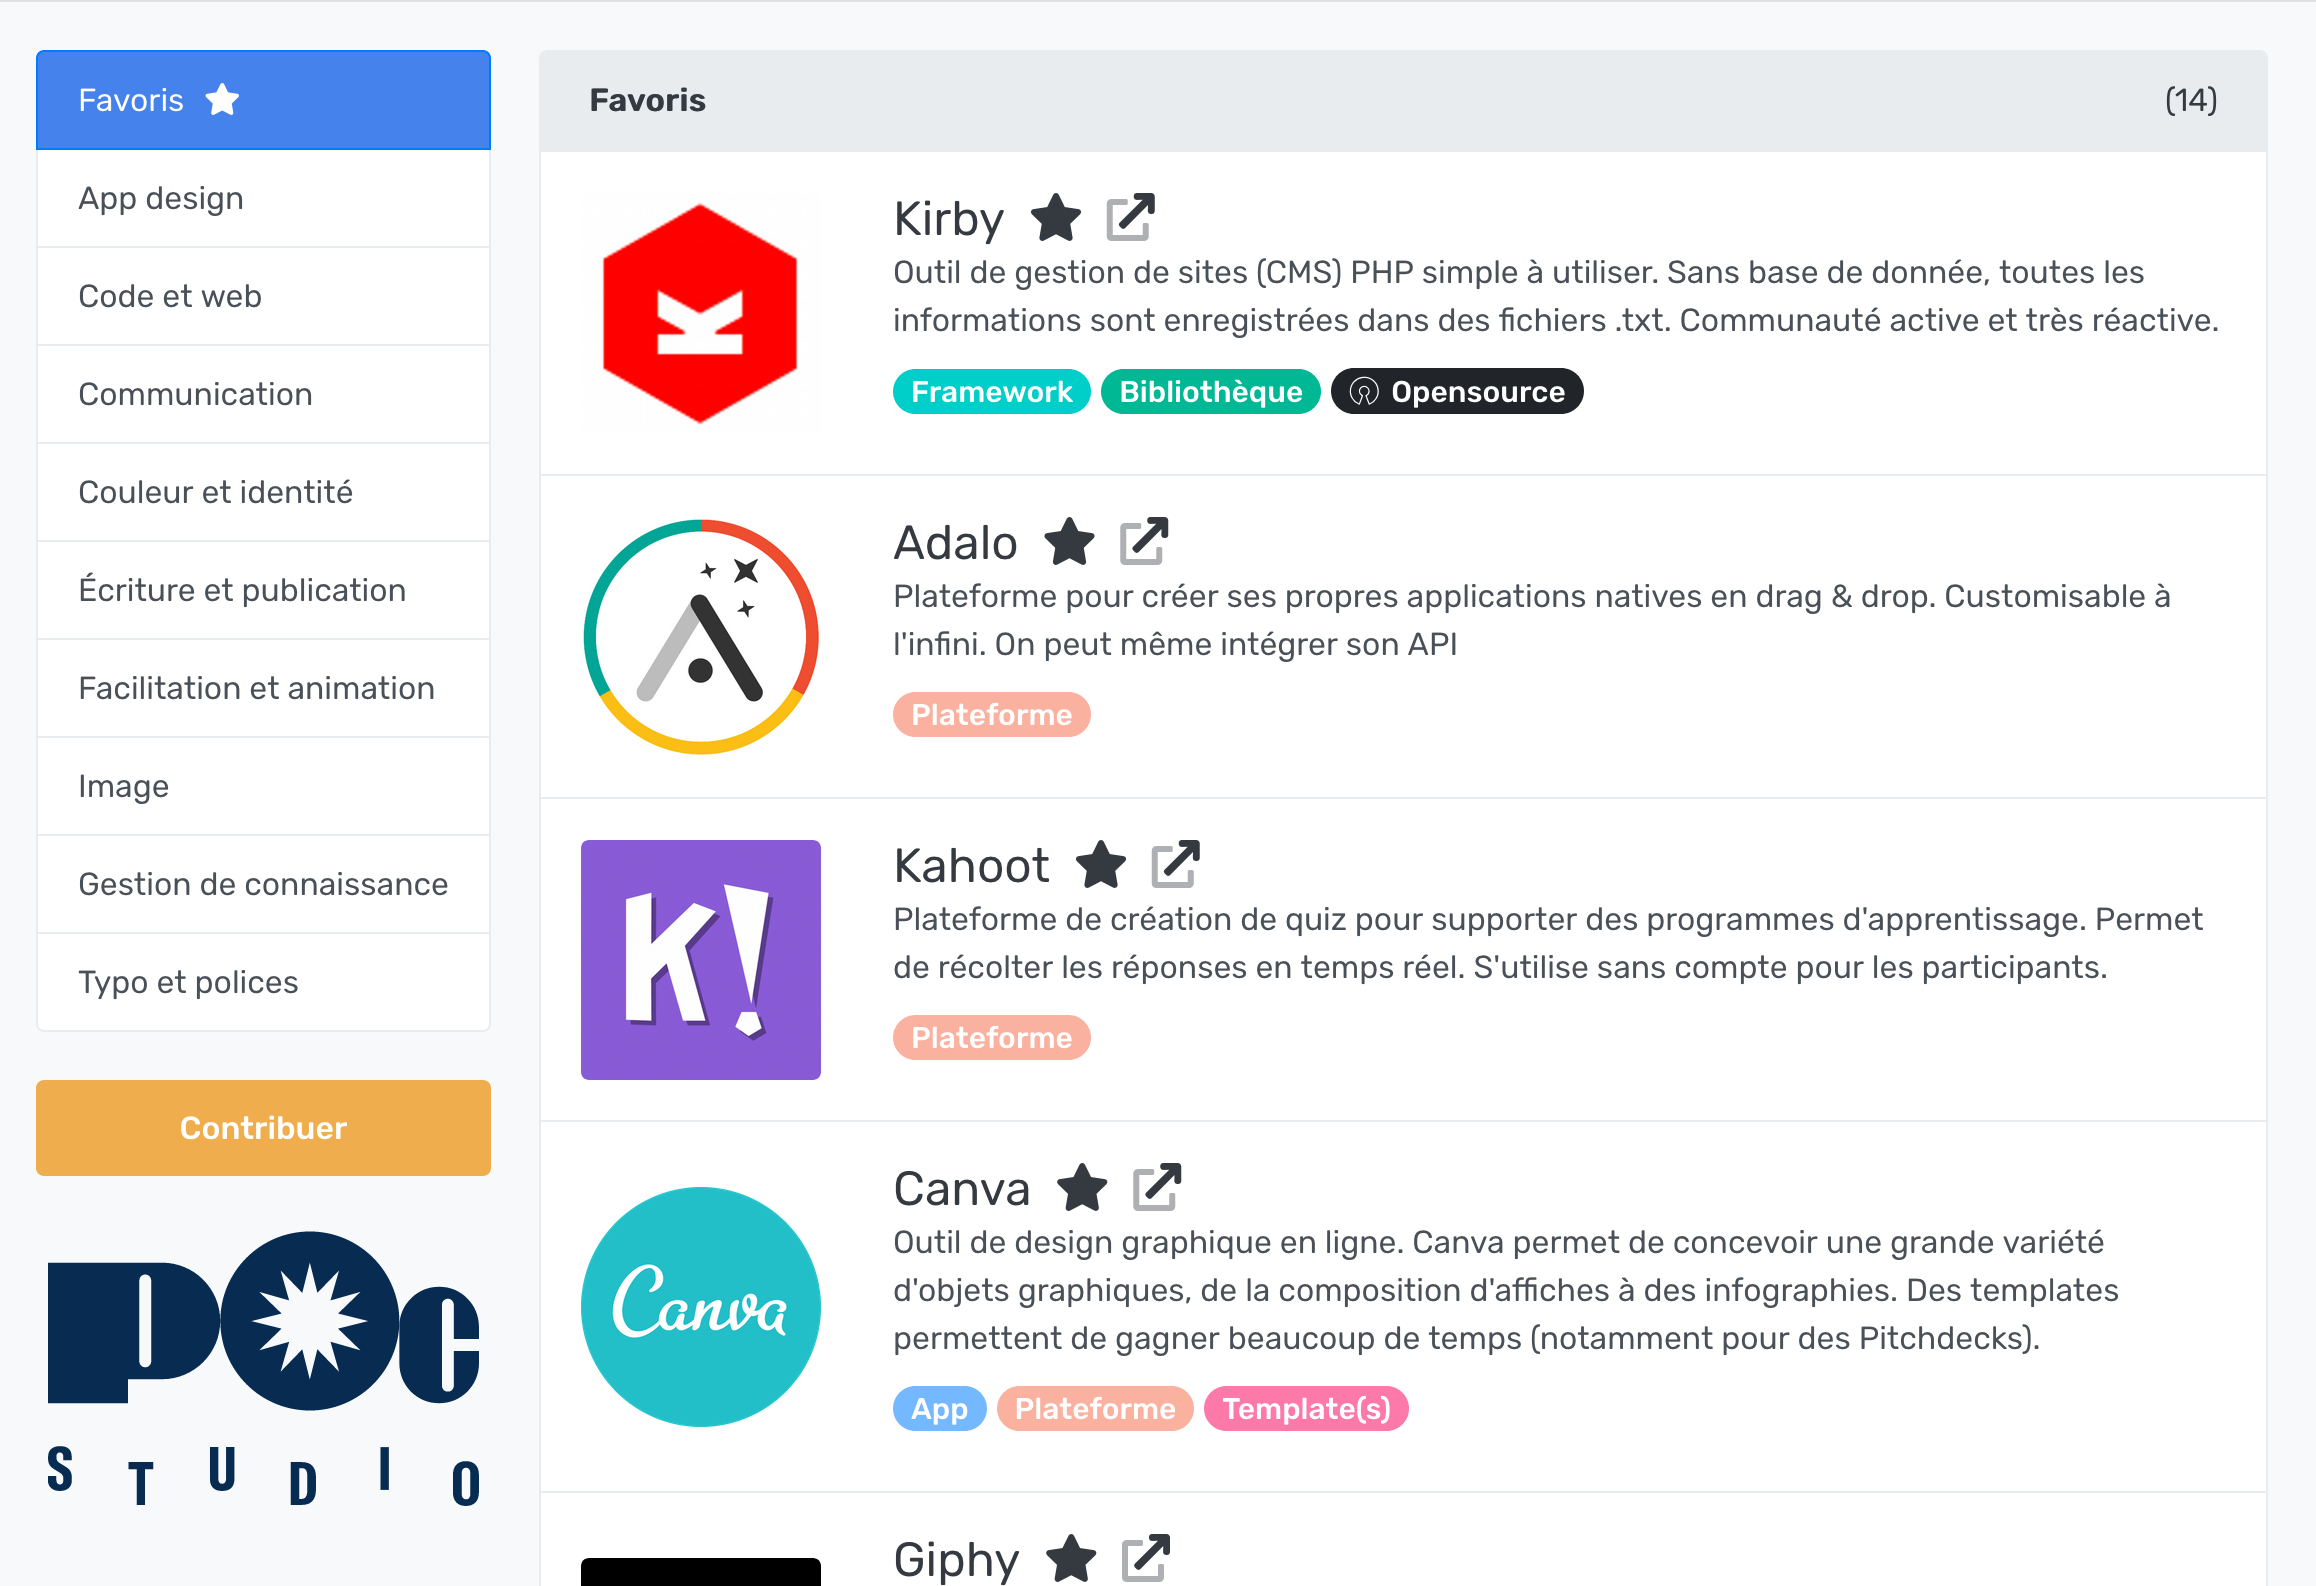 Favoris
App design
Code et web
Communication
Couleur et identité
Écriture et publication
Facilitation et animation
Image
Gestion de connaissance
Typo et polices
Contribuer
POC
STUDIO
Favoris (14)
Kirby
Outil de gestion de sites (CMS) PHP simple à utiliser. Sans base de donnée, toutes les
informations sont enregistrées dans des fichiers .txt. Communauté active et très réactive.
Framework Bibliothèque Opensource
Adalo
Plateforme pour créer ses propres applications natives en drag & drop. Customisable à
l'infini. On peut même intégrer son API
Plateforme
K!
Kahoot
Plateforme de création de quiz pour supporter des programmes d'apprentissage. Permet
de récolter les réponses en temps réel. S'utilise sans compte pour les participants.
Plateforme
Canva
Canva
Outil de design graphique en ligne. Canva permet de concevoir une grande variété
d'objets graphiques, de la composition d'affiches à des infographies. Des templates
permettent de gagner beaucoup de temps (notamment pour des Pitchdecks).
App Plateforme Template(s)
Giphy